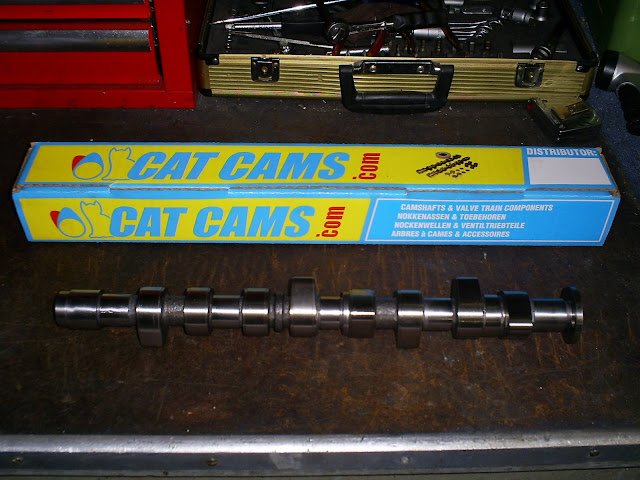 CAT CAMS.com
DISTRIBUTOR:
CAT CAMS.com
CAMSHAFTS & VALVE TRAIN COMPONENTS
NOKKENASSEN & TOEBEHOREN
NOCKENWELLEN & VENTILTRIEBTEILE
ARBRES à CAMES & ACCESSOIRES